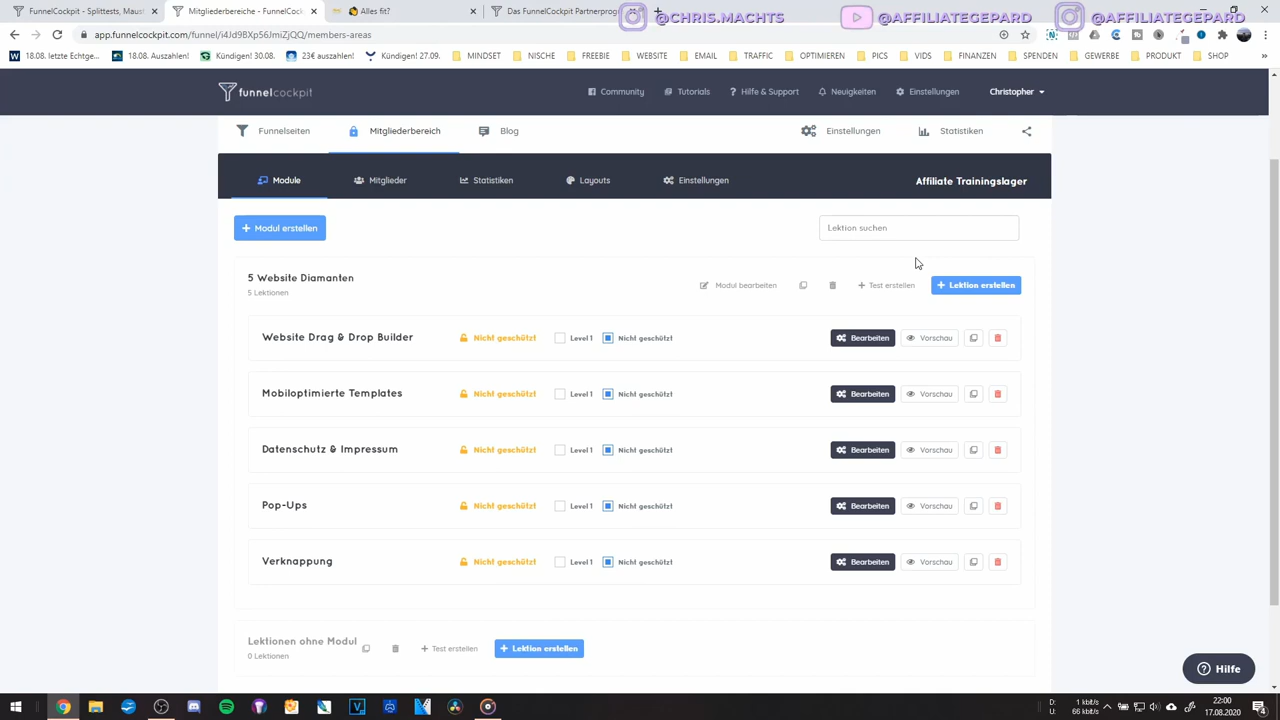 FunnelCockpit – Splittests, Maust
Mitgliederbereiche – FunnelCock
Alles fit?
Das FunnelCockpit Partnerprog
@CHRIS.MACHTS
@AFFILIATEGEPARD
@AFFILIATEGEPARD
app.funnelcockpit.com/funnel/i4Jd9BXp56JmiZjQQ/members-area
18.08. letzte Echtge...
18.08. Auszahlen!
Kündigen! 30.08.
23€ auszahlen!
Kündigen! 27.09.
MINDSET
NISCHE
FREEBIE
WEBSITE
EMAIL
TRAFFIC
OPTIMIEREN
PICS
VIDS
FINANZEN
SPENDEN
GEWERBE
PRODUKT
SHOP
funnelcockpit
Community
Tutorials
Hilfe & Support
Neuigkeiten
Einstellungen
Christopher
Funnelseiten
Mitgliederbereich
Blog
Einstellungen
Statistiken
Module
Mitglieder
Statistiken
Layouts
Einstellungen
Affiliate Trainingslager
+ Modul erstellen
Lektion suchen
5 Website Diamanten
5 Lektionen
Modul bearbeiten
+ Test erstellen
+ Lektion erstellen
Website Drag & Drop Builder
Nicht geschützt
Level 1
Nicht geschützt
Bearbeiten
Vorschau
Mobiloptimierte Templates
Nicht geschützt
Level 1
Nicht geschützt
Bearbeiten
Vorschau
Datenschutz & Impressum
Nicht geschützt
Level 1
Nicht geschützt
Bearbeiten
Vorschau
Pop-Ups
Nicht geschützt
Level 1
Nicht geschützt
Bearbeiten
Vorschau
Verknappung
Nicht geschützt
Level 1
Nicht geschützt
Bearbeiten
Vorschau
Lektionen ohne Modul
0 Lektionen
+ Test erstellen
+ Lektion erstellen
Hilfe
D: 1 kbit/s
U: 66 kbit/s
22:00
17.08.2020